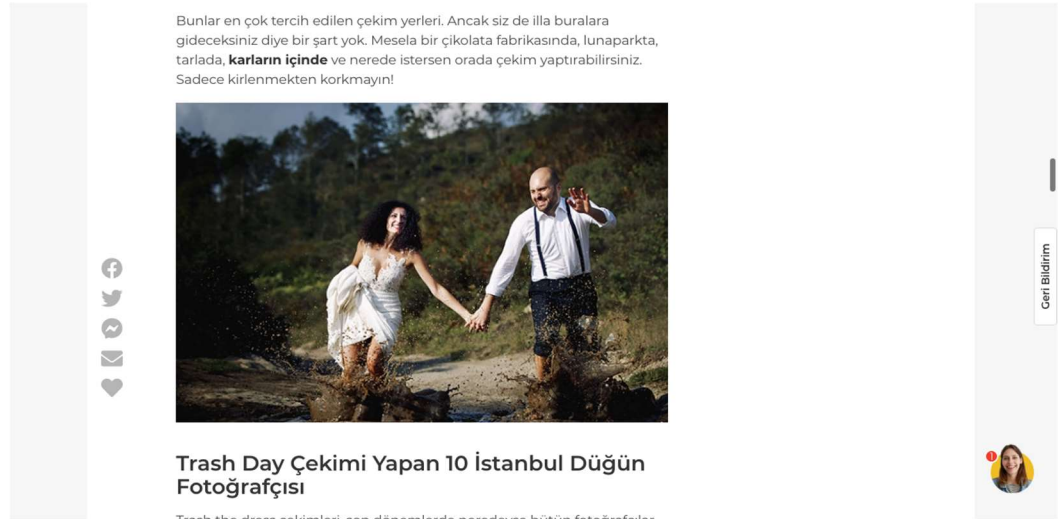 Bunlar en çok tercih edilen çekim yerleri. Ancak siz de illa buralara
gideceksiniz diye bir şart yok. Mesela bir çikolata fabrikasında, lunaparkta,
tarlada, karların içinde ve nerede istersen orada çekim yaptırabilirsiniz.
Sadece kirlenmekten korkmayın!
Geri Bildirim
1
Trash Day Çekimi Yapan 10 İstanbul Düğün
Fotoğrafçısı